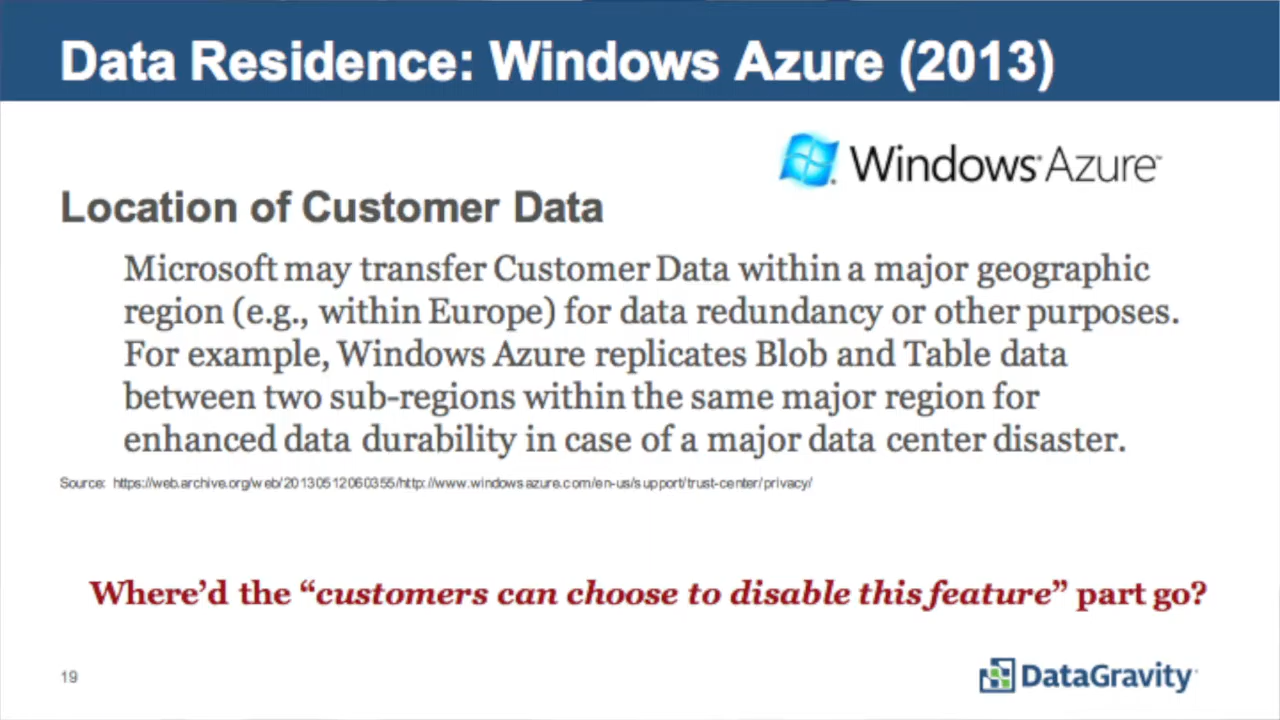 Data Residence: Windows Azure (2013)
Windows Azure™
Location of Customer Data
Microsoft may transfer Customer Data within a major geographic
region (e.g., within Europe) for data redundancy or other purposes.
For example, Windows Azure replicates Blob and Table data
between two sub-regions within the same major region for
enhanced data durability in case of a major data center disaster.
Source: https://web.archive.org/web/20130512060355/http://www.windowsazure.com/en-us/support/trust-center/privacy/
Where’d the “customers can choose to disable this feature” part go?
19
DataGravity